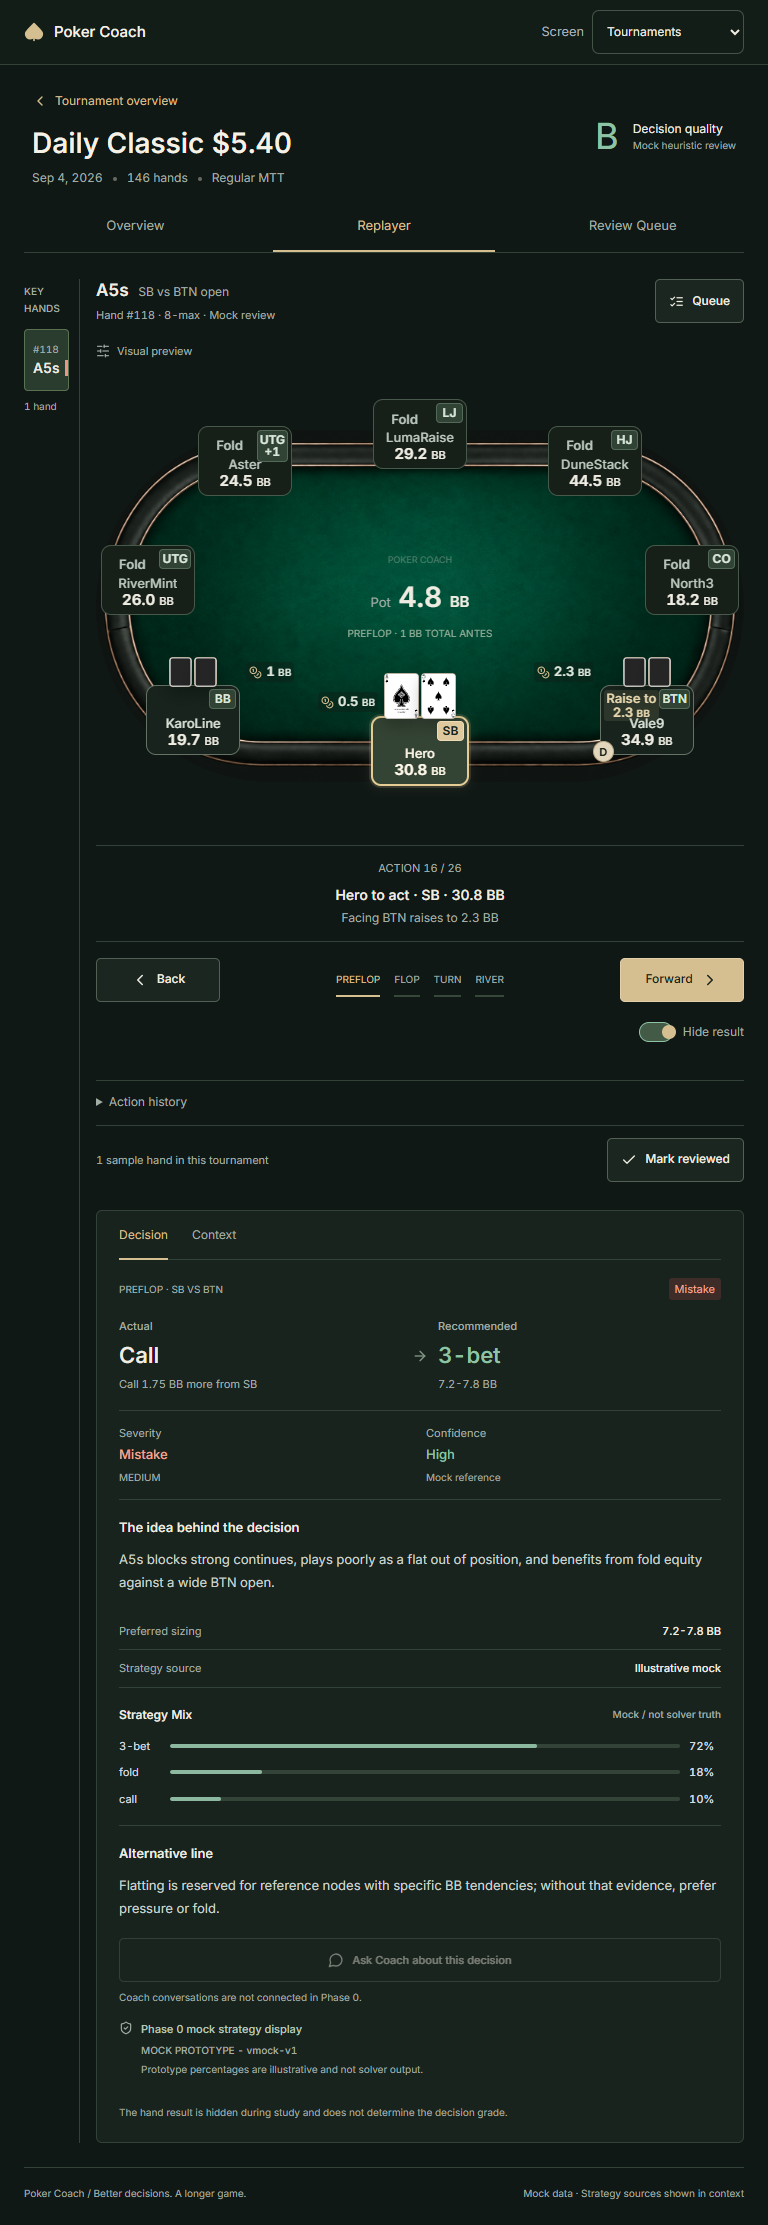 Poker Coach
Screen
Tournaments
Tournament overview
Daily Classic $5.40
Sep 4, 2026 • 146 hands • Regular MTT
B
Decision quality
Mock heuristic review
Overview
Replayer
Review Queue
KEY
HANDS
#118
A5s
1 hand
A5s SB vs BTN open
Hand #118 · 8-max · Mock review
Queue
Visual preview
Fold
LJ
LumaRaise
29.2 BB
Fold
UTG
+1
Aster
24.5 BB
Fold
HJ
DuneStack
44.5 BB
Fold
UTG
RiverMint
26.0 BB
Fold
CO
North3
18.2 BB
POKER COACH
Pot 4.8 BB
PREFLOP · 1 BB TOTAL ANTES
1 BB
2.3 BB
0.5 BB
BB
KaroLine
19.7 BB
SB
Hero
30.8 BB
Raise to
2.3 BB
BTN
Vale9
34.9 BB
D
ACTION 16 / 26
Hero to act · SB · 30.8 BB
Facing BTN raises to 2.3 BB
Back
PREFLOP
FLOP
TURN
RIVER
Forward
Hide result
Action history
1 sample hand in this tournament
Mark reviewed
Decision
Context
PREFLOP · SB VS BTN
Mistake
Actual
Call
Call 1.75 BB more from SB
Recommended
3-bet
7.2-7.8 BB
Severity
Mistake
MEDIUM
Confidence
High
Mock reference
The idea behind the decision
A5s blocks strong continues, plays poorly as a flat out of position, and benefits from fold equity
against a wide BTN open.
Preferred sizing
7.2-7.8 BB
Strategy source
Illustrative mock
Strategy Mix
Mock / not solver truth
3-bet
72%
fold
18%
call
10%
Alternative line
Flatting is reserved for reference nodes with specific BB tendencies; without that evidence, prefer
pressure or fold.
Ask Coach about this decision
Coach conversations are not connected in Phase 0.
Phase 0 mock strategy display
MOCK PROTOTYPE - vmock-v1
Prototype percentages are illustrative and not solver output.
The hand result is hidden during study and does not determine the decision grade.
Poker Coach / Better decisions. A longer game.
Mock data · Strategy sources shown in context